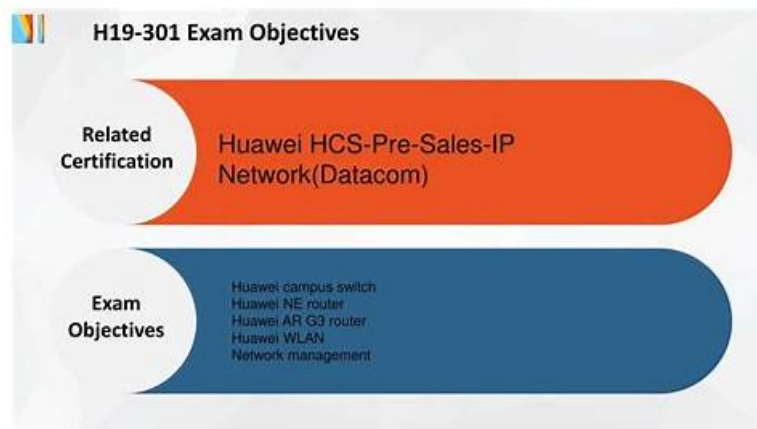 H19-301 Exam Objectives
Related
Certification
Huawei HCS-Pre-Sales-IP
Network(Datacom)
Exam
Objectives
Huawei campus switch
Huawei NE router
Huawei AR G3 router
Huawei WLAN
Network management